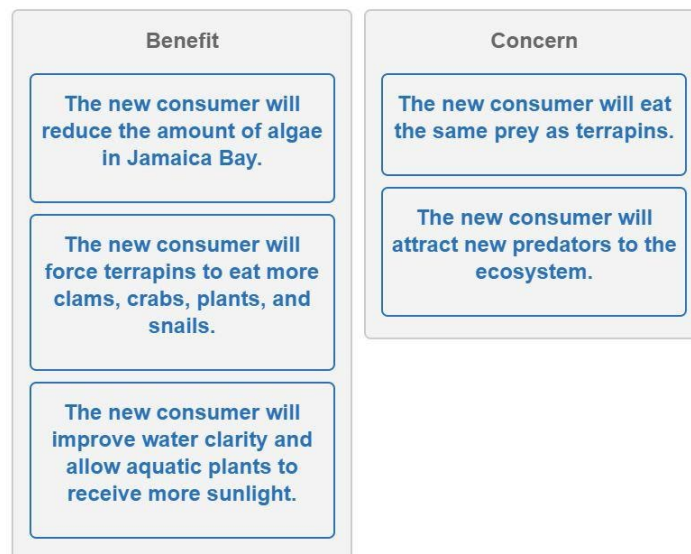 Benefit
The new consumer will
reduce the amount of algae
in Jamaica Bay.
The new consumer will
force terrapins to eat more
clams, crabs, plants, and
snails.
The new consumer will
improve water clarity and
allow aquatic plants to
receive more sunlight.
Concern
The new consumer will eat
the same prey as terrapins.
The new consumer will
attract new predators to the
ecosystem.